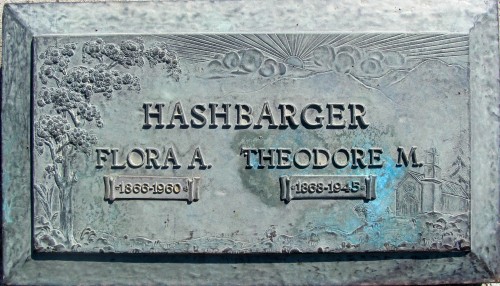 HASHBARGER
FLORA A. THEODORE M.
1866-1960 1868-1945